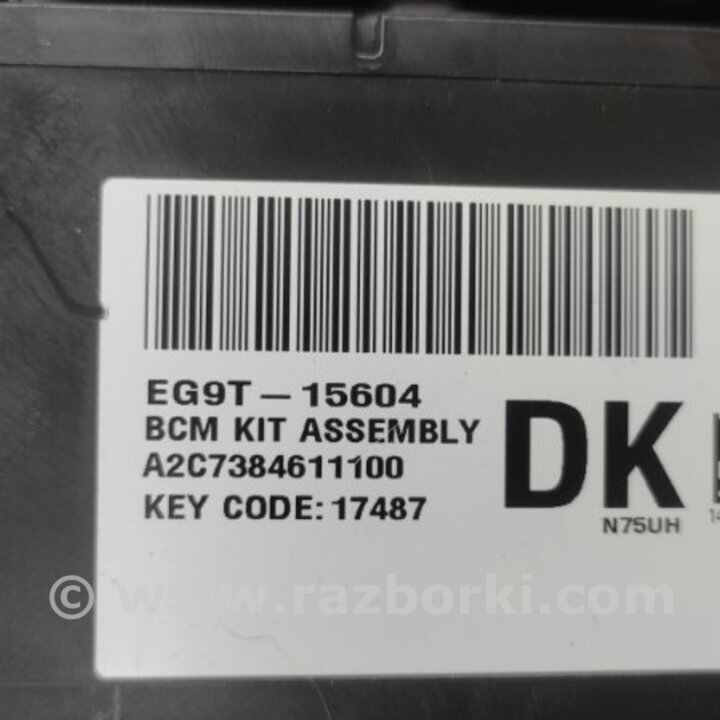 EG9T – 15604
BCM KIT ASSEMBLY
A2C7384611100
KEY CODE: 17487
DK
N75UH
© www.razborki.com